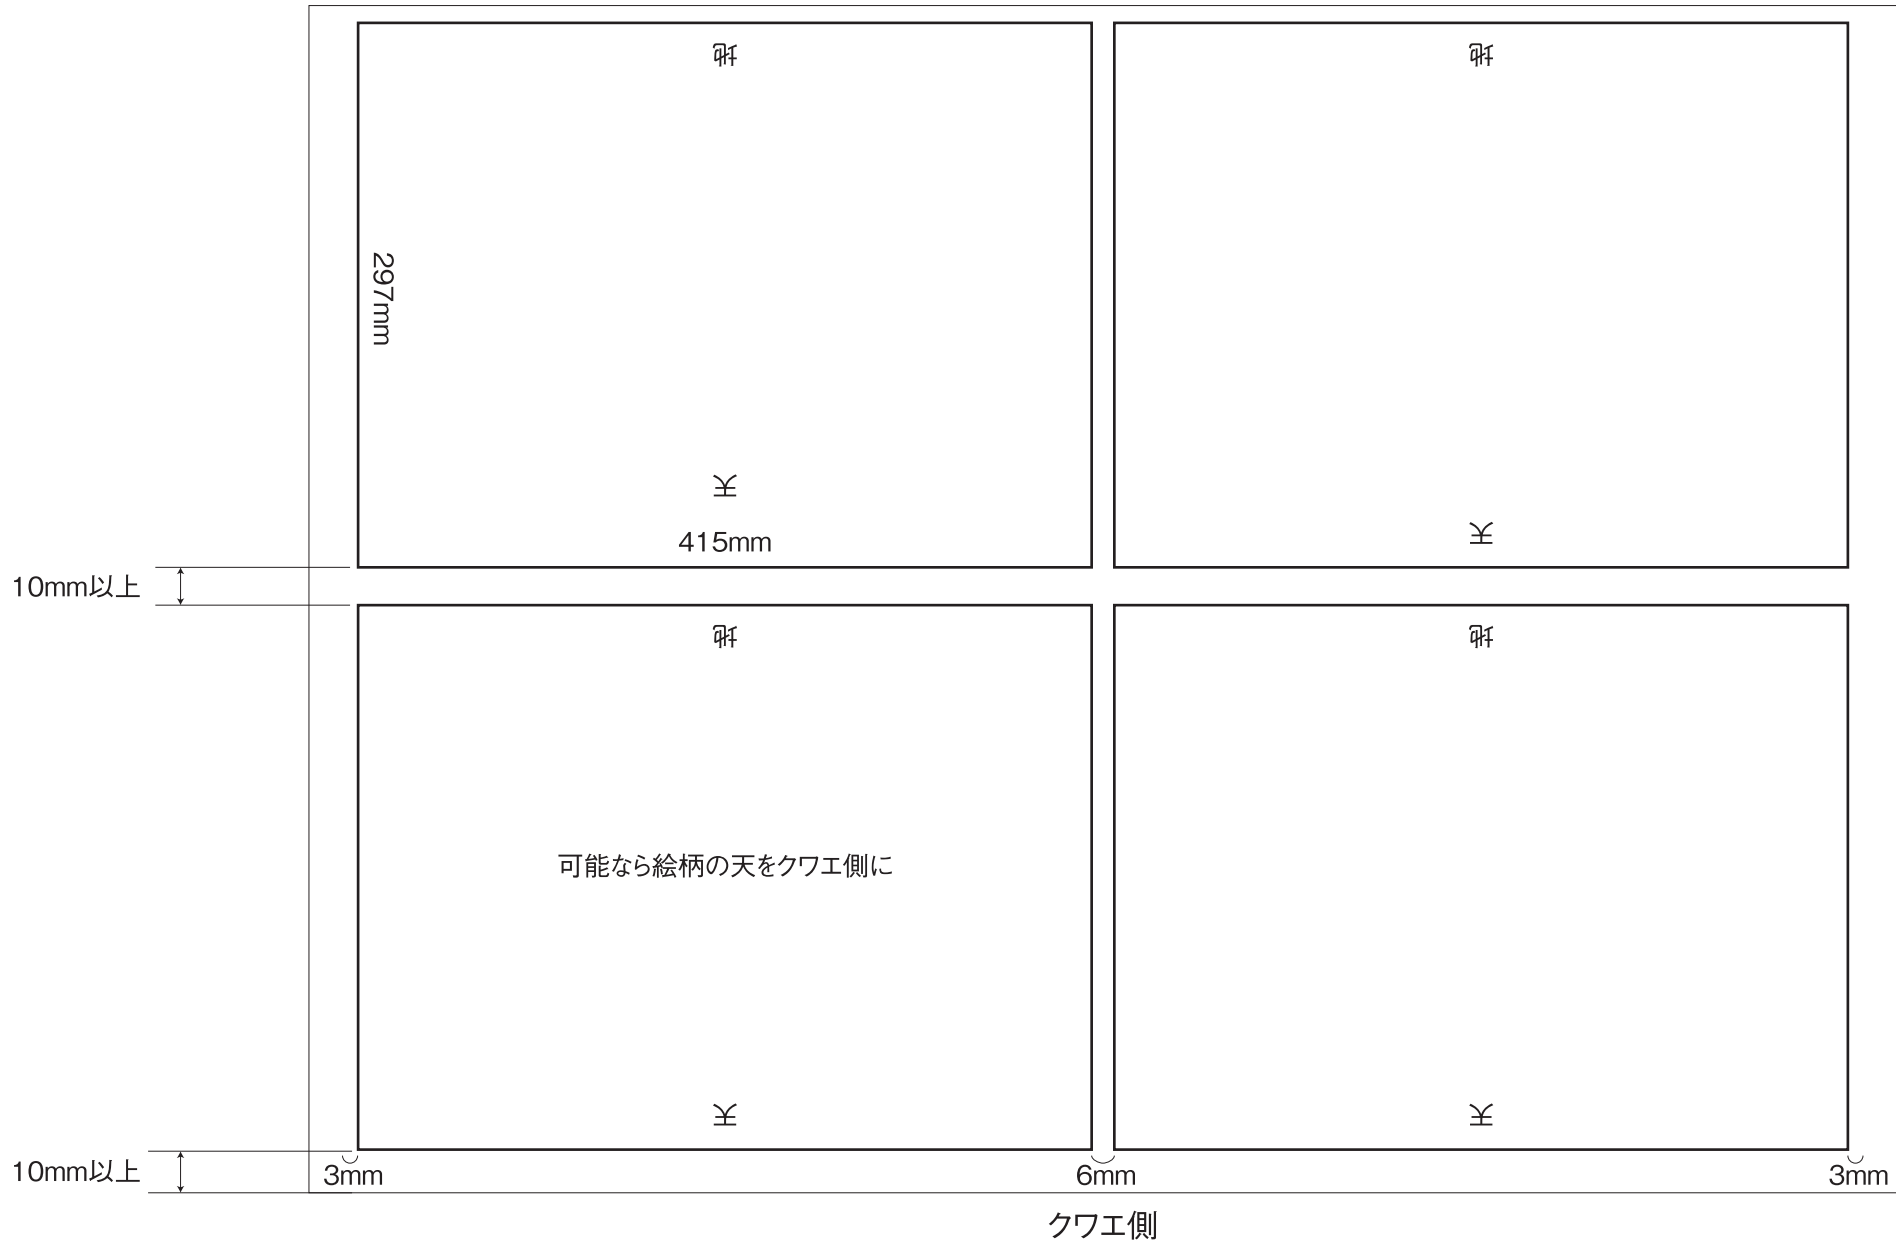 地
地
297mm
天
天
415mm
10mm以上
地
地
可能なら絵柄の天をクワエ側に
天
天
10mm以上
3mm
6mm
3mm
クワエ側